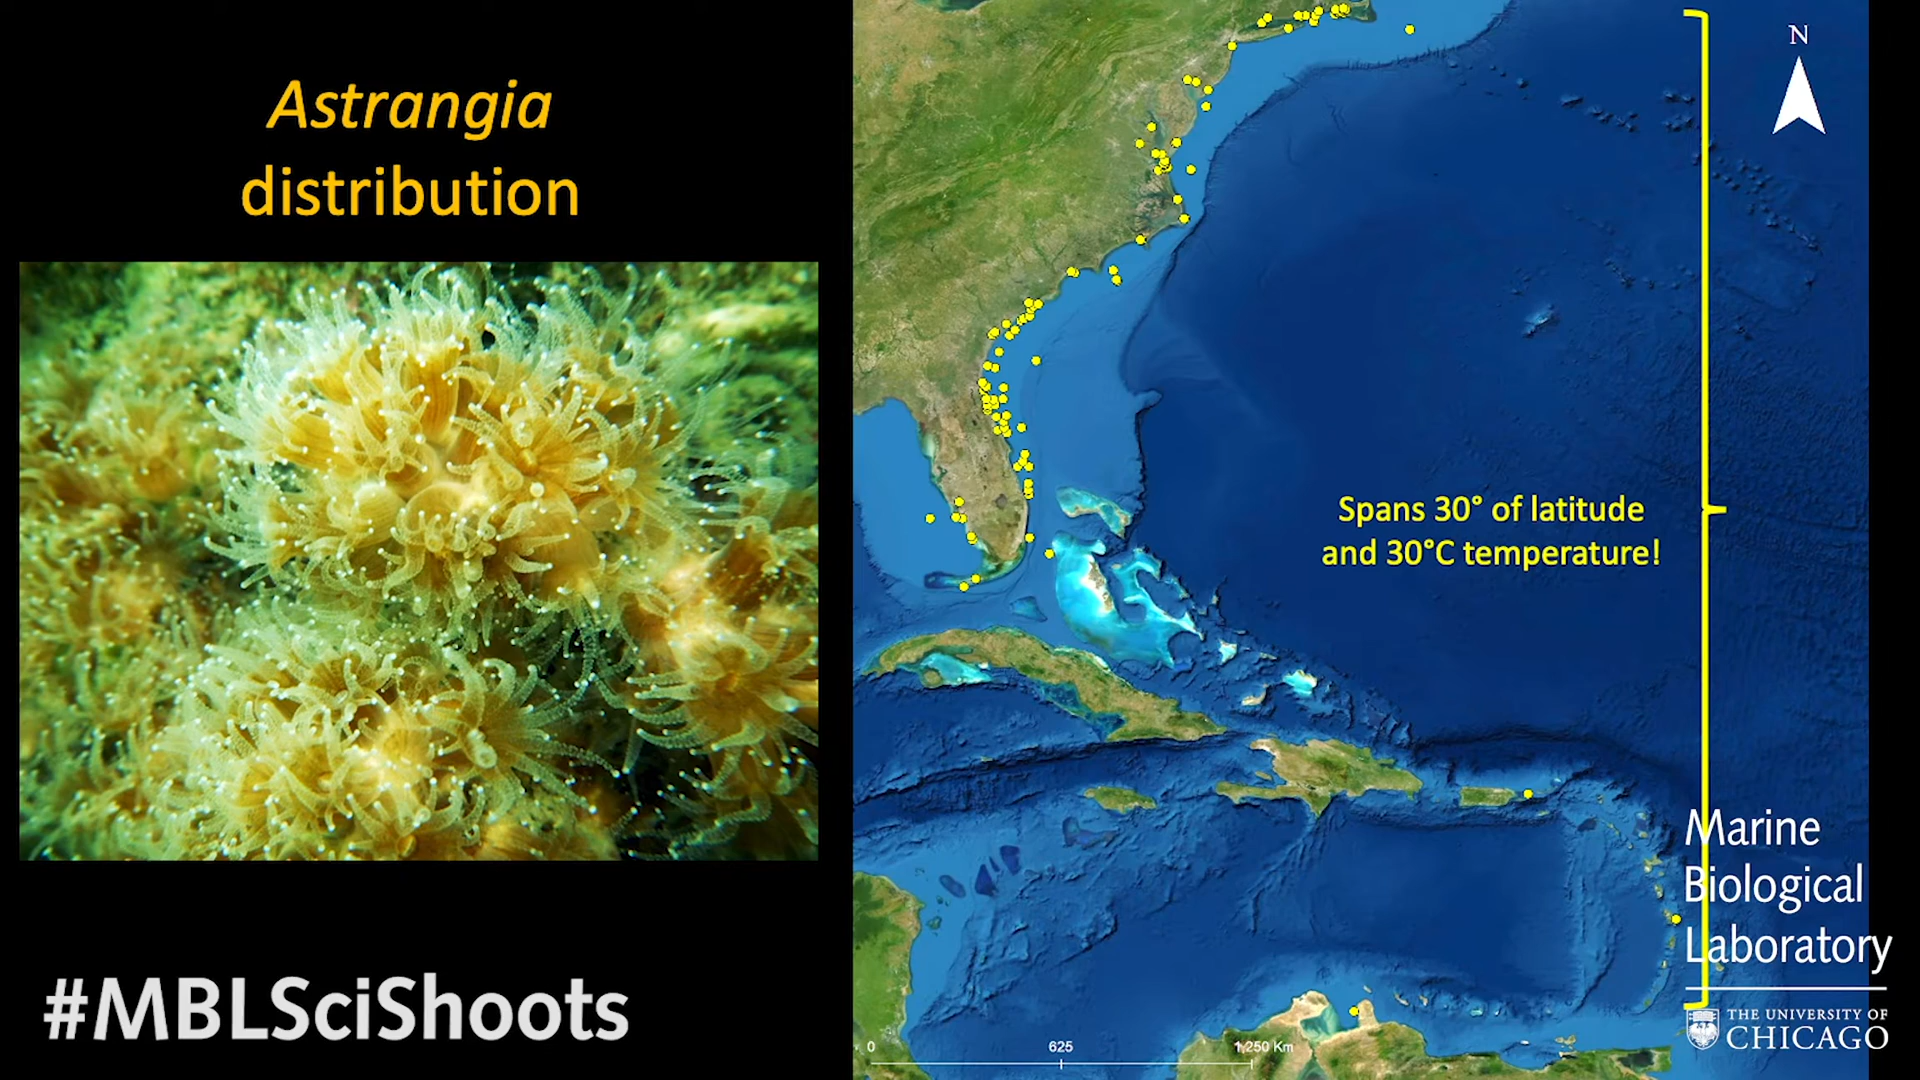 Astrangia
distribution
#MBLSciShoots
N
Spans 30° of latitude
and 30°C temperature!
Marine
Biological
Laboratory
THE UNIVERSITY OF
CHICAGO
0 625 1,250 Km